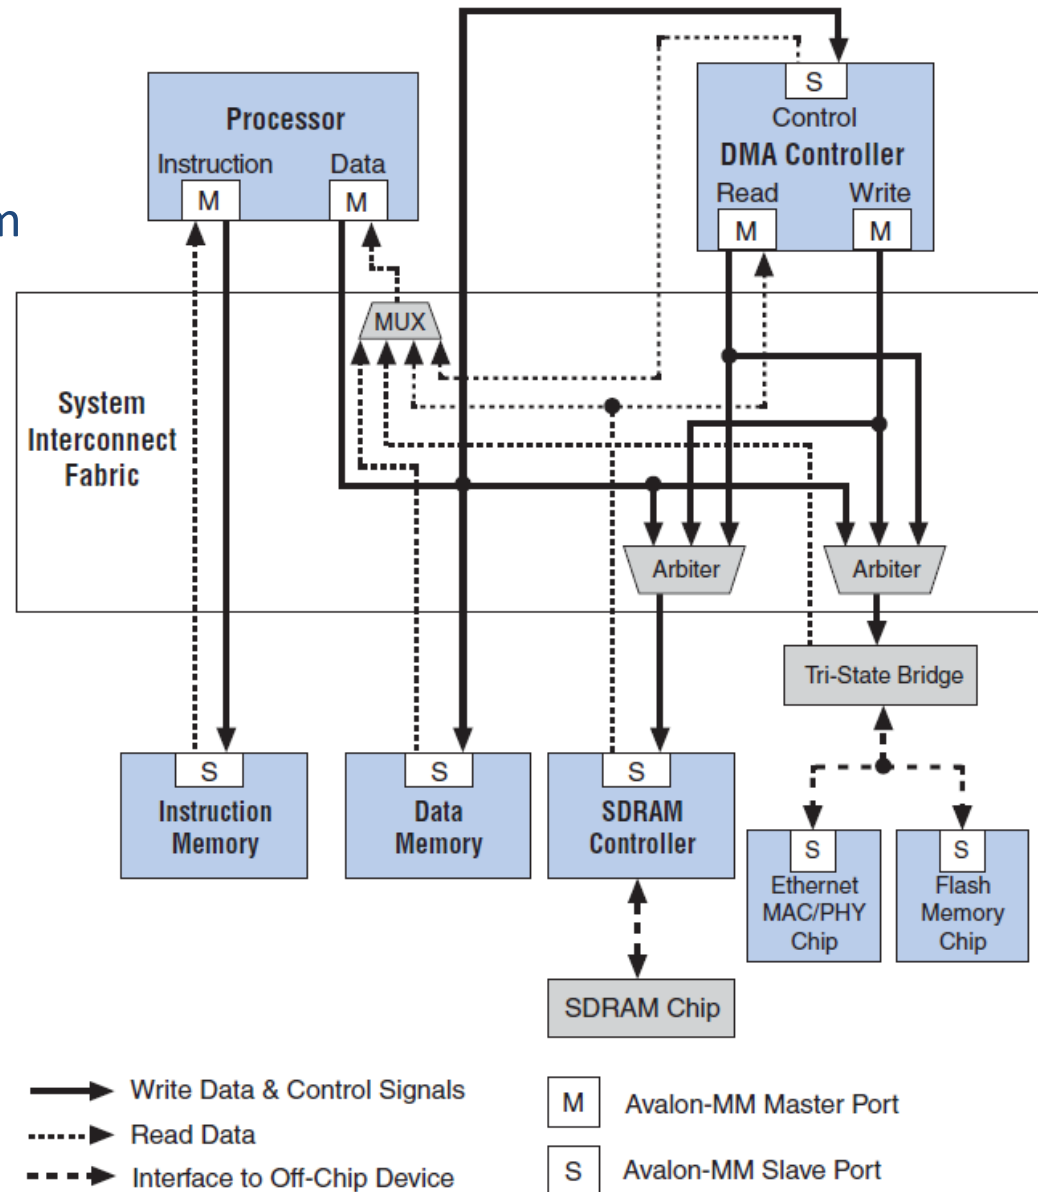 S
Control
DMA Controller
Read Write
M M
Processor
Instruction Data
M M
m
MUX
System
Interconnect
Fabric
Arbiter Arbiter
Tri-State Bridge
S
Instruction
Memory
S
Data
Memory
S
SDRAM
Controller
S
Ethernet
MAC/PHY
Chip
S
Flash
Memory
Chip
SDRAM Chip
Write Data & Control Signals
Read Data
Interface to Off-Chip Device
M Avalon-MM Master Port
S Avalon-MM Slave Port